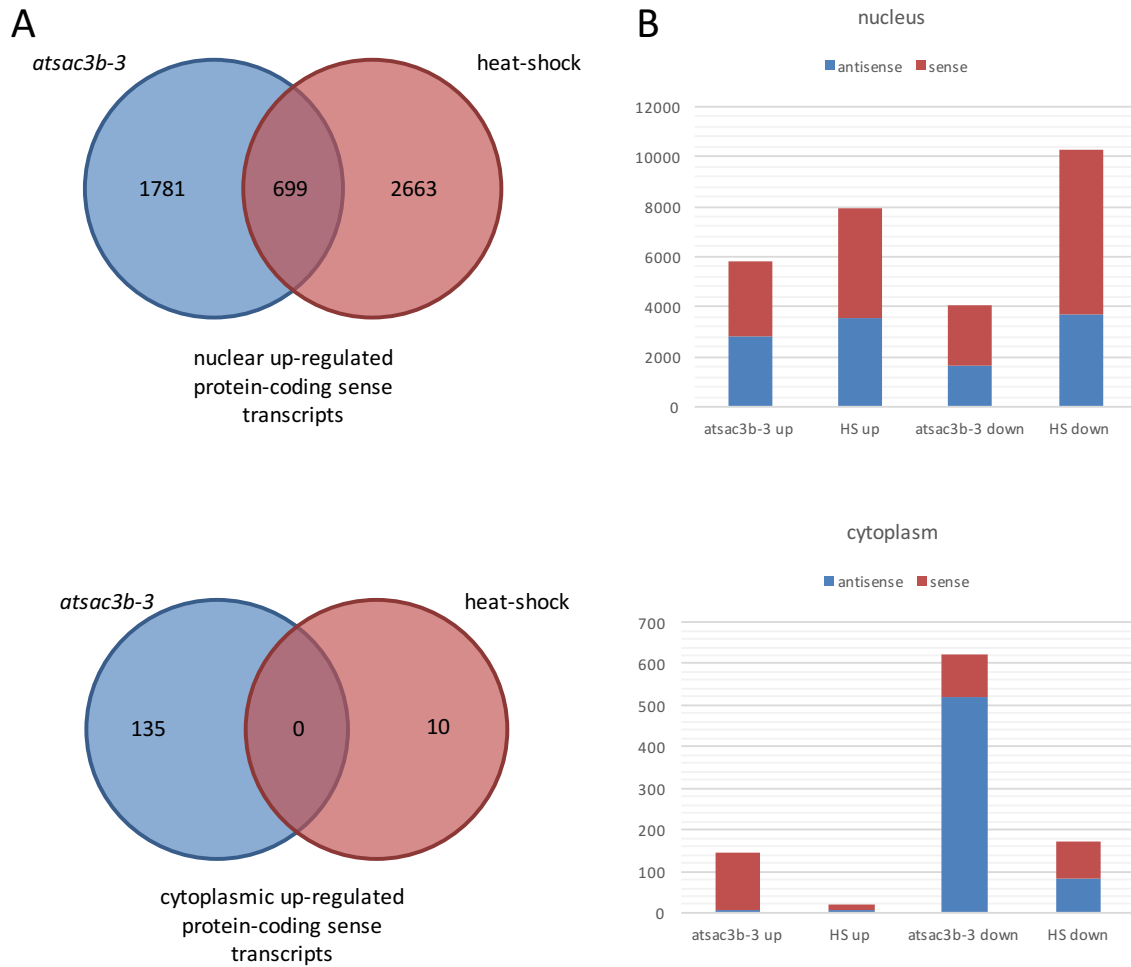 A
atsac3b-3
heat-shock
1781
699
2663
nuclear up-regulated
protein-coding sense
transcripts
atsac3b-3
heat-shock
135
0
10
cytoplasmic up-regulated
protein-coding sense
transcripts
B
nucleus
antisense sense
12000
10000
8000
6000
4000
2000
0
atsac3b-3 up HS up atsac3b-3 down HS down
cytoplasm
antisense sense
700
600
500
400
300
200
100
0
atsac3b-3 up HS up atsac3b-3 down HS down